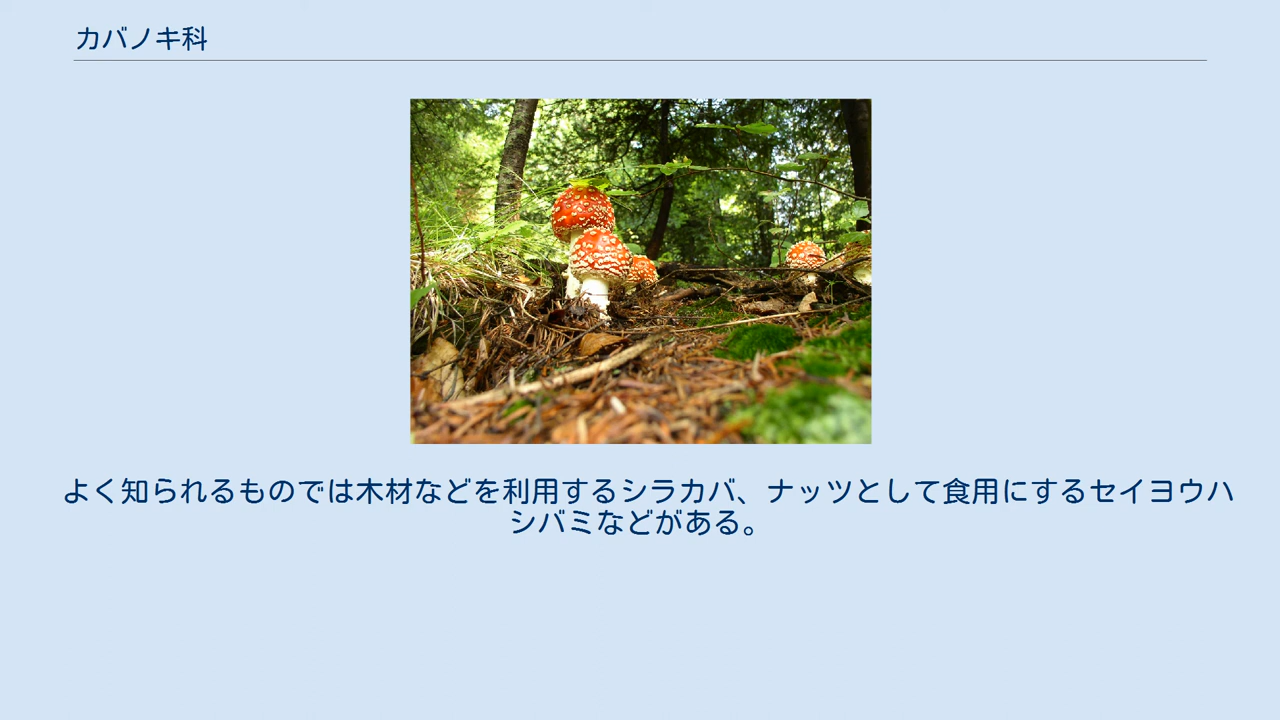 カバノキ科
よく知られるものでは木材などを利用するシラカバ、ナッツとして食用にするセイヨウハ
シバミなどがある。